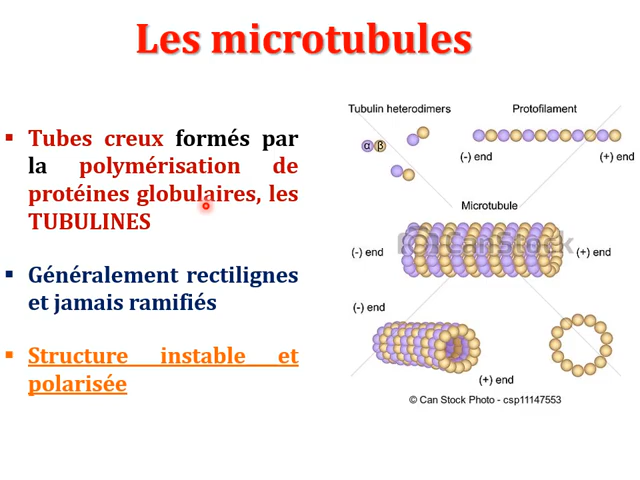 Les microtubules
▪ Tubes creux formés par
la polymérisation de
protéines globulaires, les
TUBULINES
▪ Généralement rectilignes
et jamais ramifiés
▪ Structure instable et
polarisée
Tubulin heterodimers
Protofilament
α β
(-) end
(+) end
Microtubule
(-) end
CanStock
(+) end
(-) end
(+) end
© Can Stock Photo - csp11147553